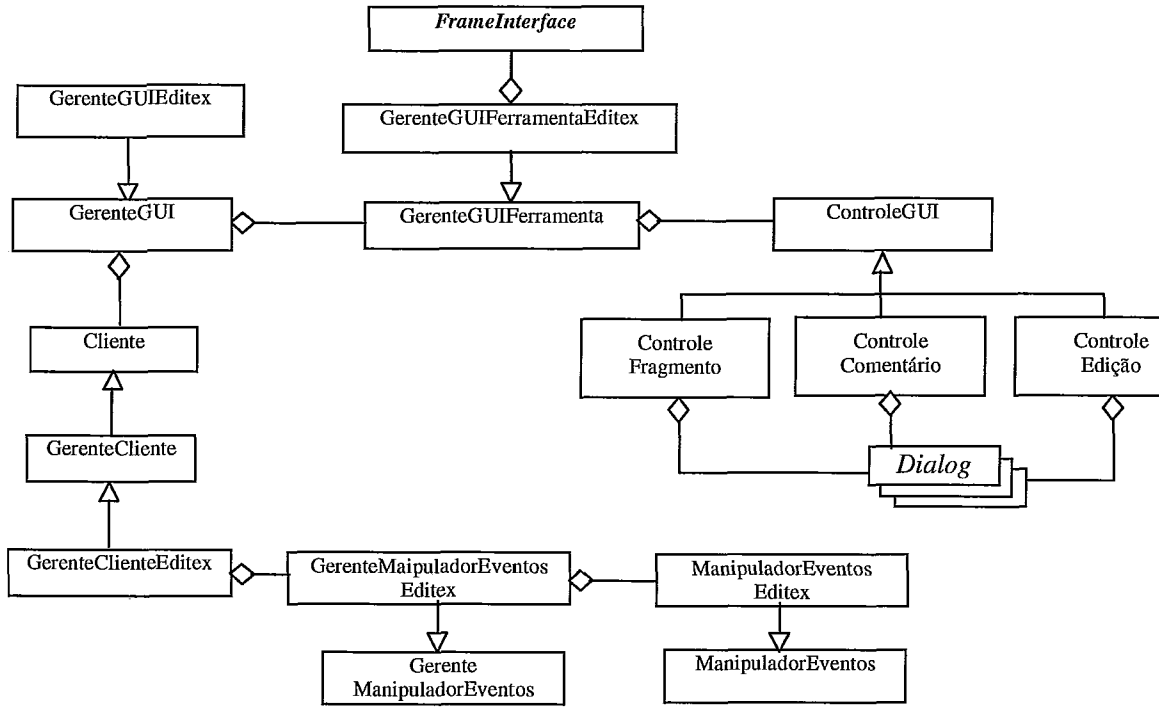 FrameInterface
GerenteGUIEditex
GerenteGUIFerramentaEditex
GerenteGUI
GerenteGUIFerramenta
ControleGUI
Cliente
Controle
Fragmento
Controle
Comentário
Controle
Edição
GerenteCliente
Dialog
GerenteClienteEditex
GerenteMaipuladorEventos
Editex
ManipuladorEventos
Editex
Gerente
ManipuladorEventos
ManipuladorEventos